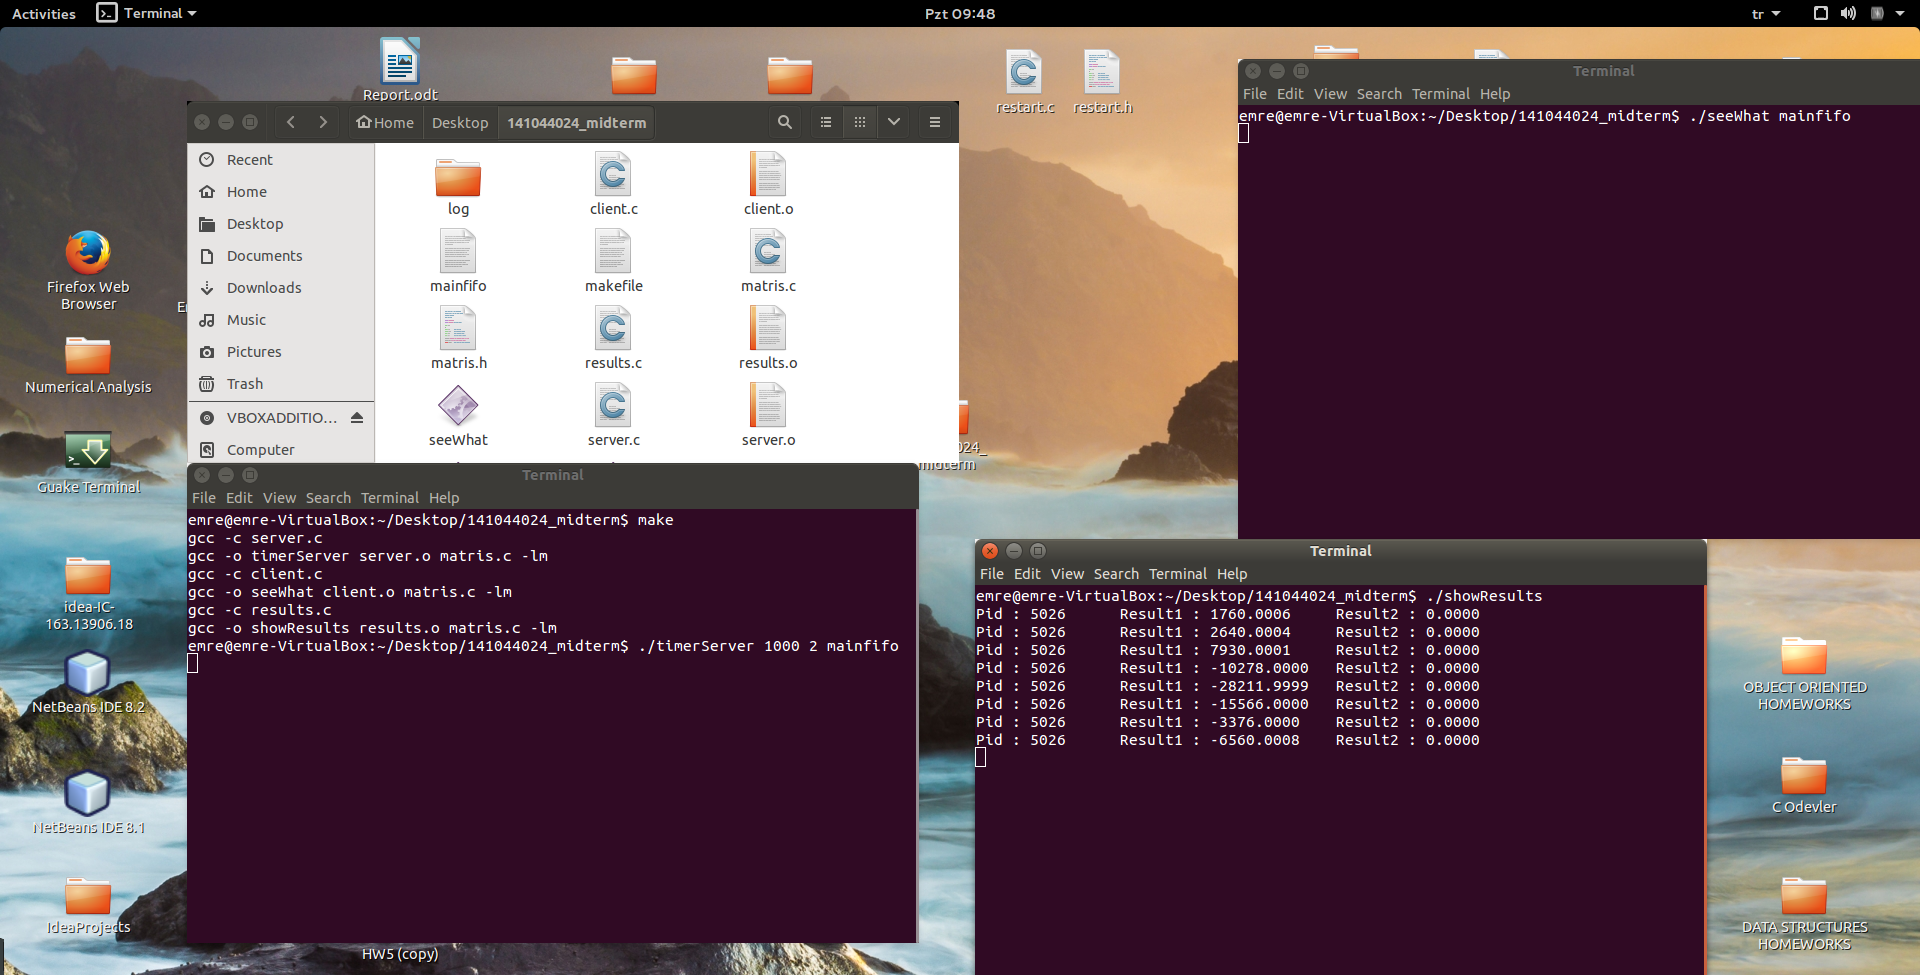 Activities
Terminal
Pzt 09:48
tr
Report.odt
restart.c
restart.h
Firefox Web
Browser
Numerical Analysis
Guake Terminal
idea-IC-
163.13906.18
NetBeans IDE 8.2
NetBeans IDE 8.1
IdeaProjects
HW5 (copy)
024_
midterm
OBJECT ORIENTED
HOMEWORKS
C Odevler
DATA STRUCTURES
HOMEWORKS
Home
Desktop
141044024_midterm
Recent
Home
Desktop
Documents
Downloads
Music
Pictures
Trash
VBOXADDITIO...
Computer
log
client.c
client.o
mainfifo
makefile
matris.c
matris.h
results.c
results.o
seeWhat
server.c
server.o
Terminal
File Edit View Search Terminal Help
emre@emre-VirtualBox:~/Desktop/141044024_midterm$ make
gcc -c server.c
gcc -o timerServer server.o matris.c -lm
gcc -c client.c
gcc -o seeWhat client.o matris.c -lm
gcc -c results.c
gcc -o showResults results.o matris.c -lm
emre@emre-VirtualBox:~/Desktop/141044024_midterm$ ./timerServer 1000 2 mainfifo
Terminal
File Edit View Search Terminal Help
emre@emre-VirtualBox:~/Desktop/141044024_midterm$ ./seeWhat mainfifo
Terminal
File Edit View Search Terminal Help
emre@emre-VirtualBox:~/Desktop/141044024_midterm$ ./showResults
Pid : 5026 Result1 : 1760.0006 Result2 : 0.0000
Pid : 5026 Result1 : 2640.0004 Result2 : 0.0000
Pid : 5026 Result1 : 7930.0001 Result2 : 0.0000
Pid : 5026 Result1 : -10278.0000 Result2 : 0.0000
Pid : 5026 Result1 : -28211.9999 Result2 : 0.0000
Pid : 5026 Result1 : -15566.0000 Result2 : 0.0000
Pid : 5026 Result1 : -3376.0000 Result2 : 0.0000
Pid : 5026 Result1 : -6560.0008 Result2 : 0.0000